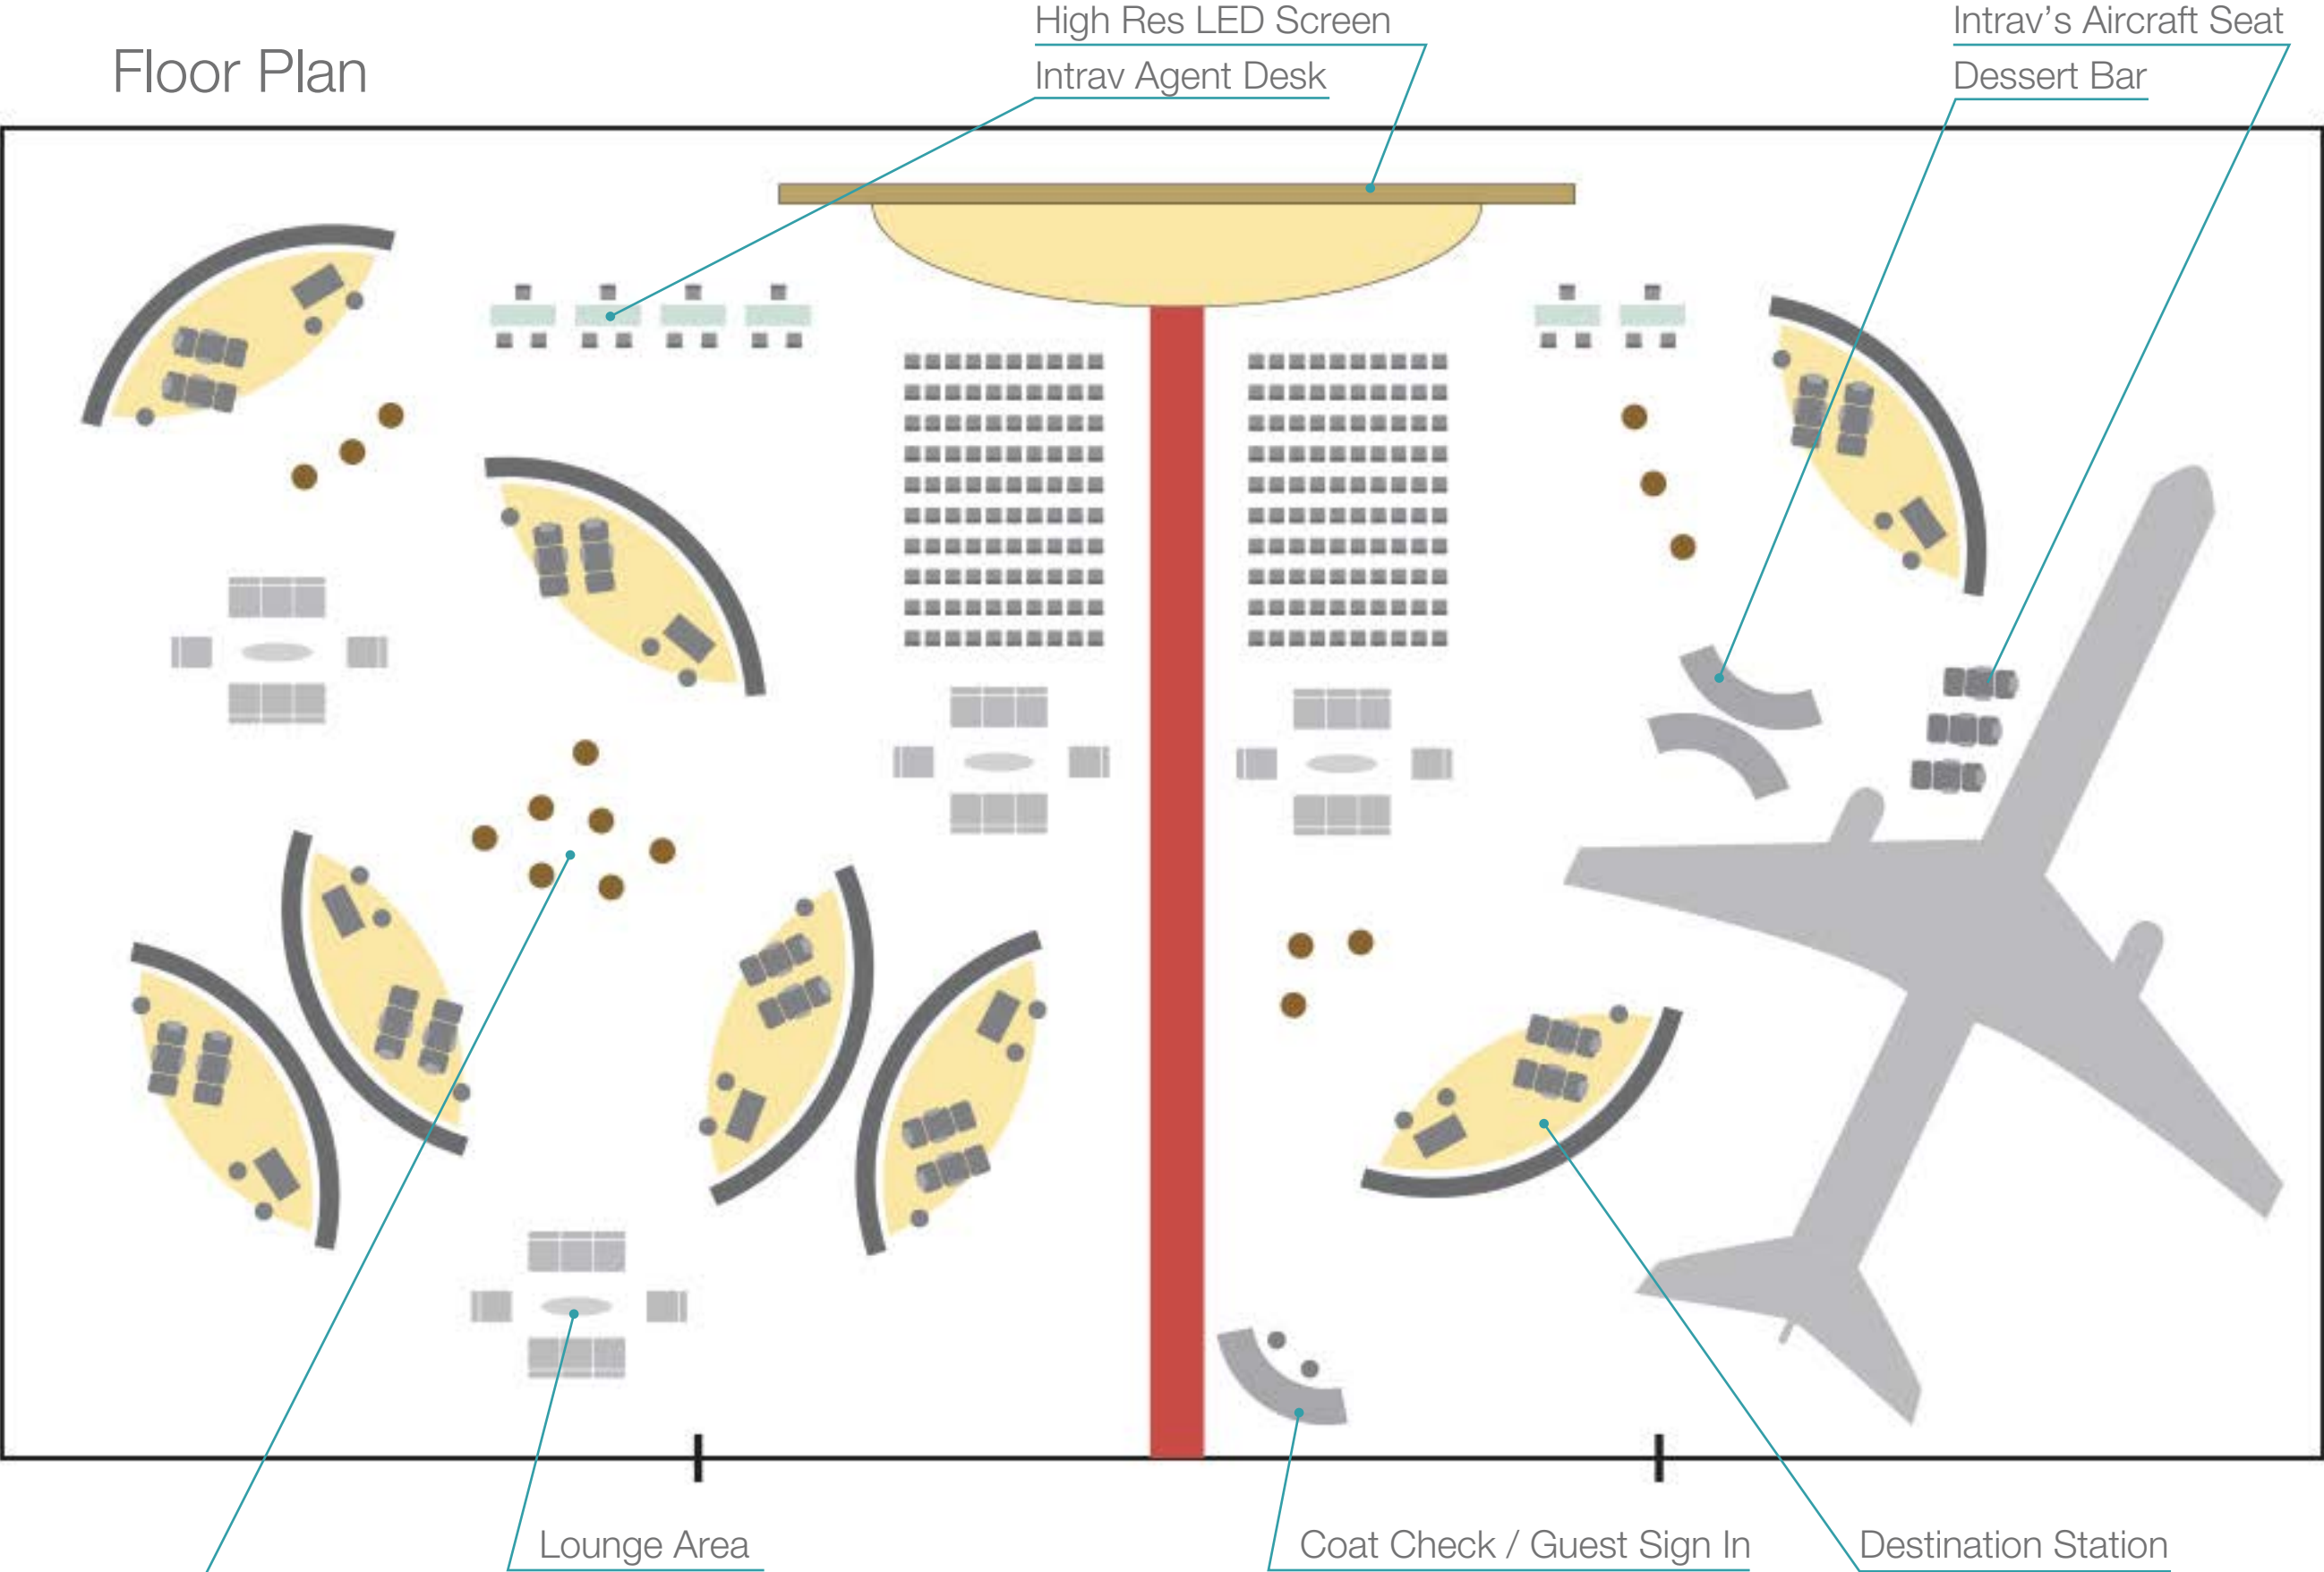 High Res LED Screen
Intrav's Aircraft Seat
Floor Plan
Intrav Agent Desk
Dessert Bar
Lounge Area
Coat Check / Guest Sign In
Destination Station